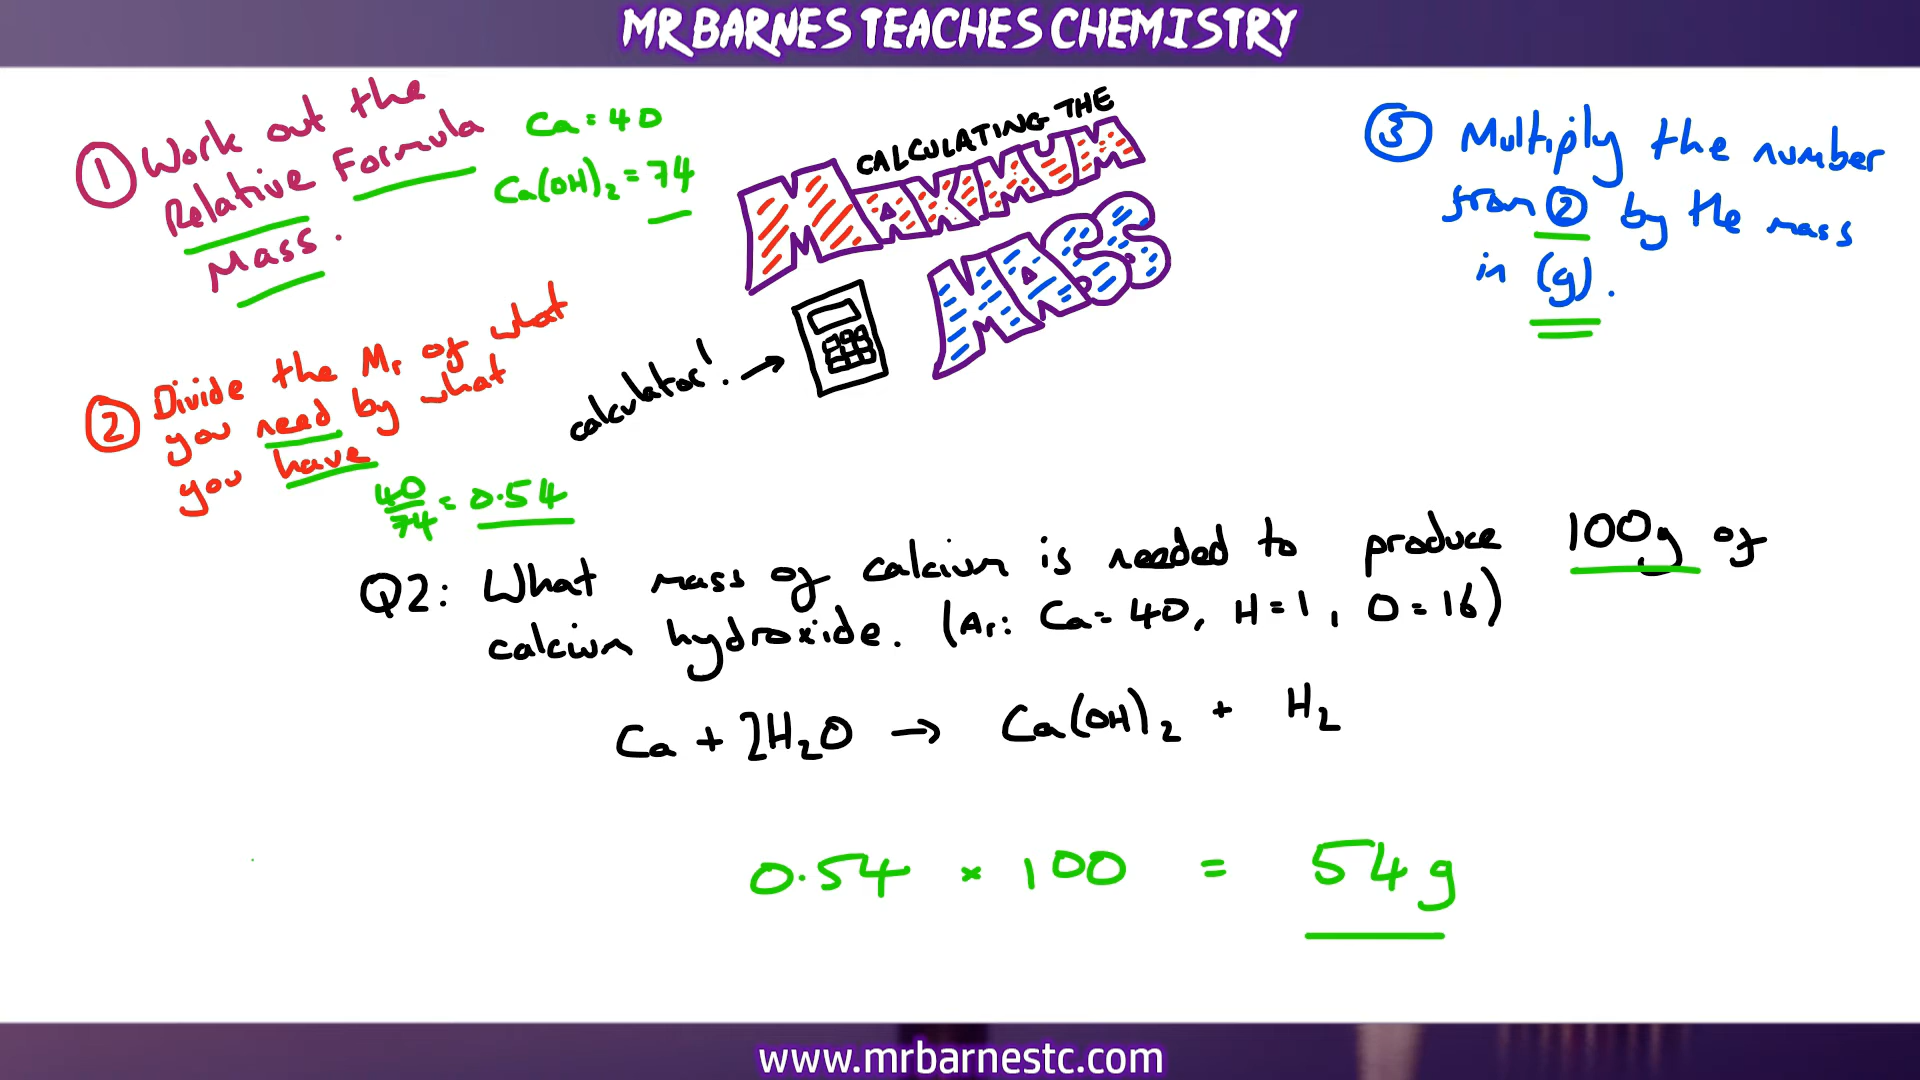 MR BARNES TEACHES CHEMISTRY
① Work out the
Relative Formula
Mass.
Ca = 40
Ca(OH)₂ = 74
CALCULATING THE
MAXIMUM
MASS
calculator! →
③ Multiply the number
from ② by the mass
in (g).
② Divide the Mr of what
you need by what
you have
40/74 = 0.54
Q2: What mass of calcium is needed to produce 100g of
calcium hydroxide. (Ar: Ca = 40, H = 1, O = 16)
Ca + 2H₂O → Ca(OH)₂ + H₂
0.54 × 100 = 54g
www.mrbarnestc.com